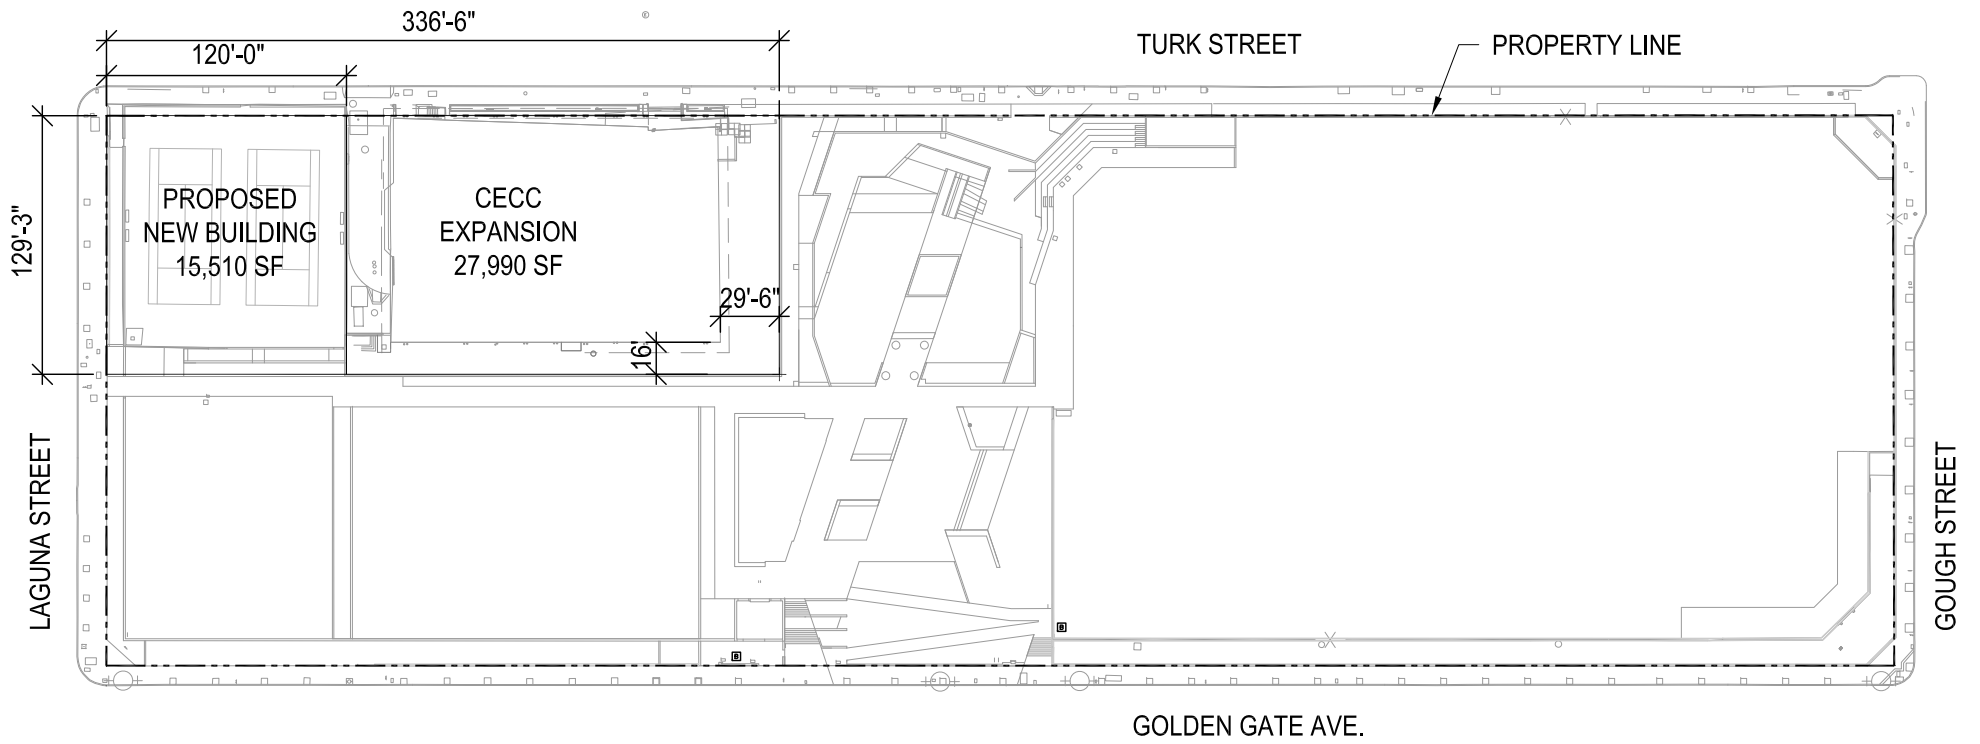 336'-6"
120'-0"
TURK STREET
PROPERTY LINE
129'-3"
PROPOSED
NEW BUILDING
15,510 SF
CECC
EXPANSION
27,990 SF
29'-6"
16'
LAGUNA STREET
GOUGH STREET
GOLDEN GATE AVE.